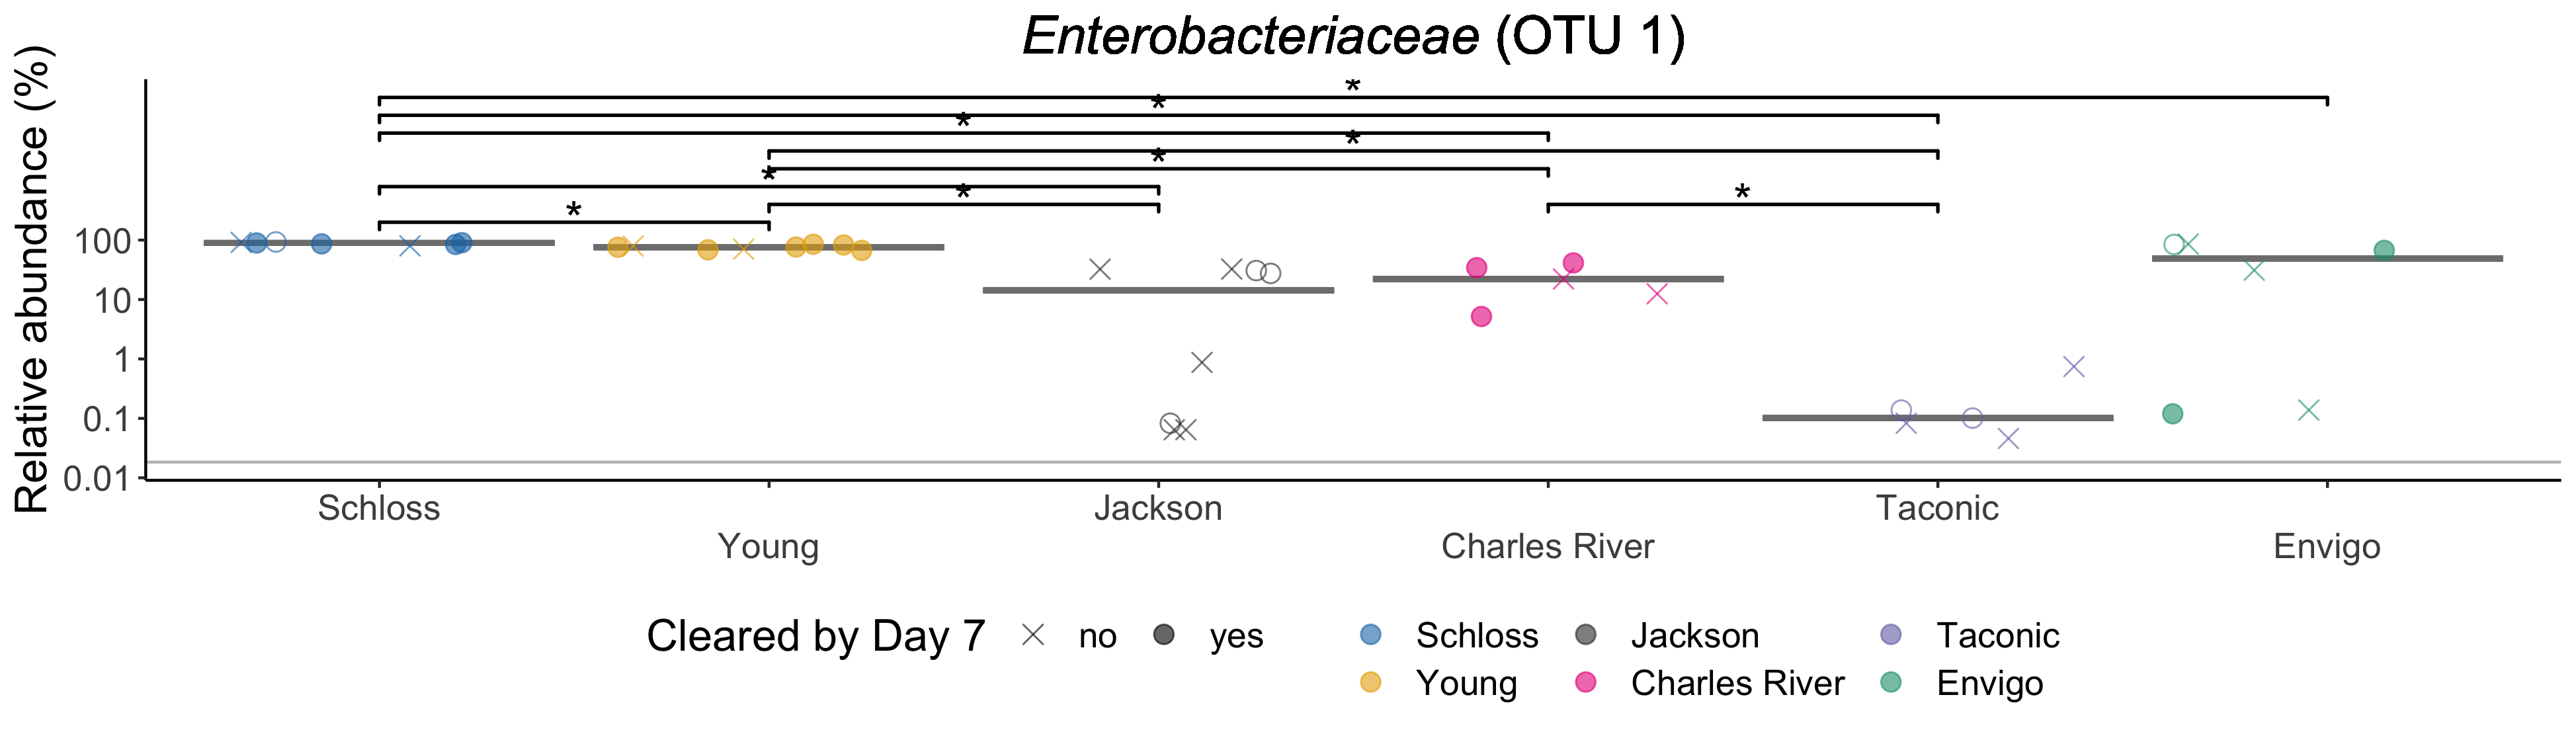 Enterobacteriaceae (OTU 1)
Relative abundance (%)
*
*
*
*
*
*
*
*
*
100
10
1
0.1
0.01
Schloss
Jackson
Taconic
Young
Charles River
Envigo
Cleared by Day 7 no yes Schloss Jackson Taconic
Young Charles River Envigo